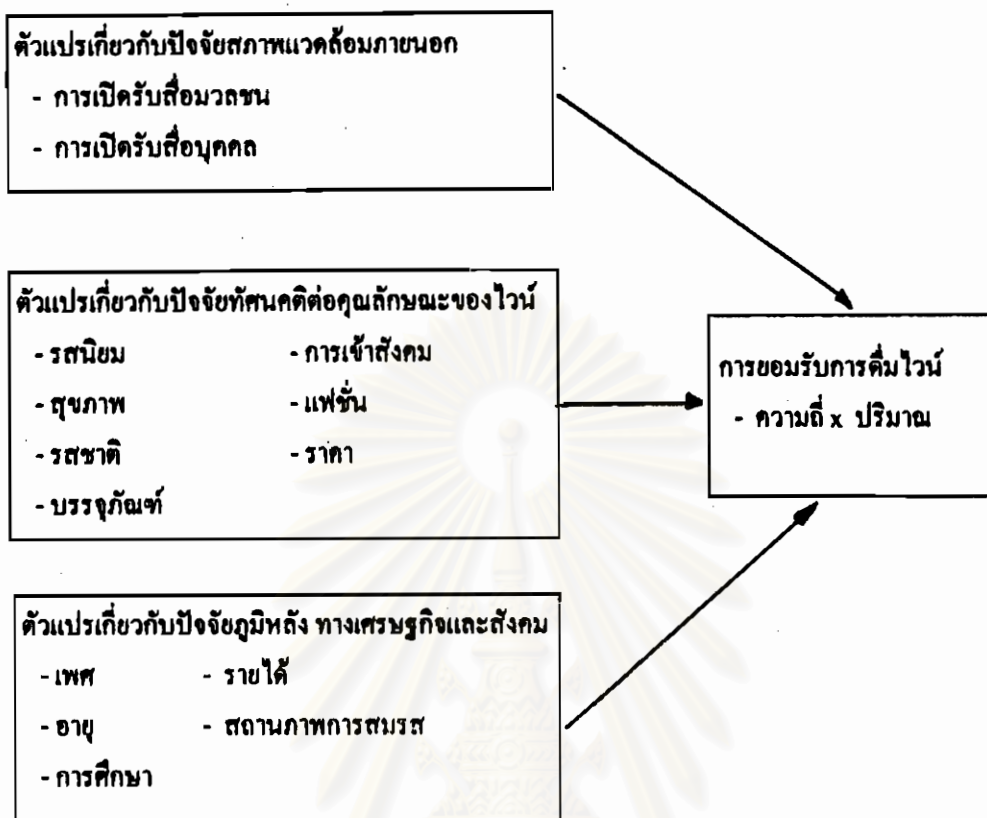 ตัวแปรเกี่ยวกับปัจจัยสภาพแวดล้อมภายนอก
- การเปิดรับสื่อมวลชน
- การเปิดรับสื่อบุคคล
ตัวแปรเกี่ยวกับปัจจัยทัศนคติต่อคุณลักษณะของไวน์
- รสนิยม - การเข้าสังคม
- สุขภาพ - แฟชั่น
- รสชาติ - ราคา
- บรรจุภัณฑ์
การยอมรับการดื่มไวน์
- ความถี่ x ปริมาณ
ตัวแปรเกี่ยวกับปัจจัยภูมิหลัง ทางเศรษฐกิจและสังคม
- เพศ - รายได้
- อายุ - สถานภาพการสมรส
- การศึกษา